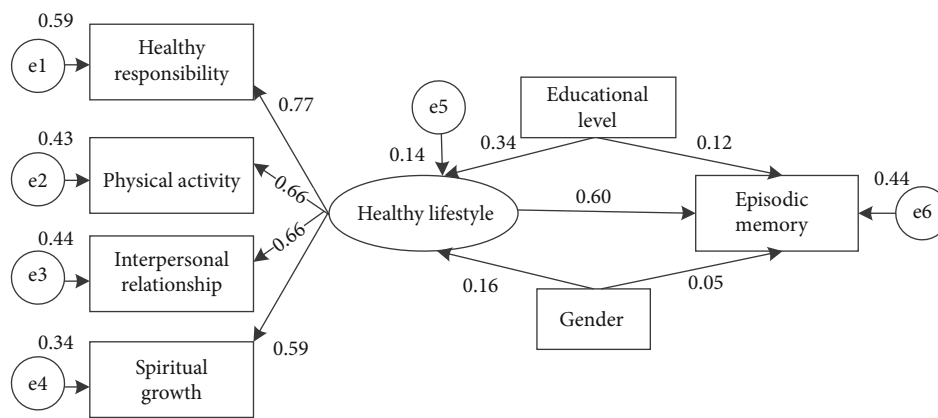 0.59
e1
Healthy
responsibility
0.77
0.43
e2
Physical activity
0.66
0.44
e3
Interpersonal
relationship
0.66
0.34
e4
Spiritual
growth
0.59
e5
0.14
Healthy lifestyle
Educational
level
0.34
0.12
0.60
Episodic
memory
0.44
e6
0.16
0.05
Gender